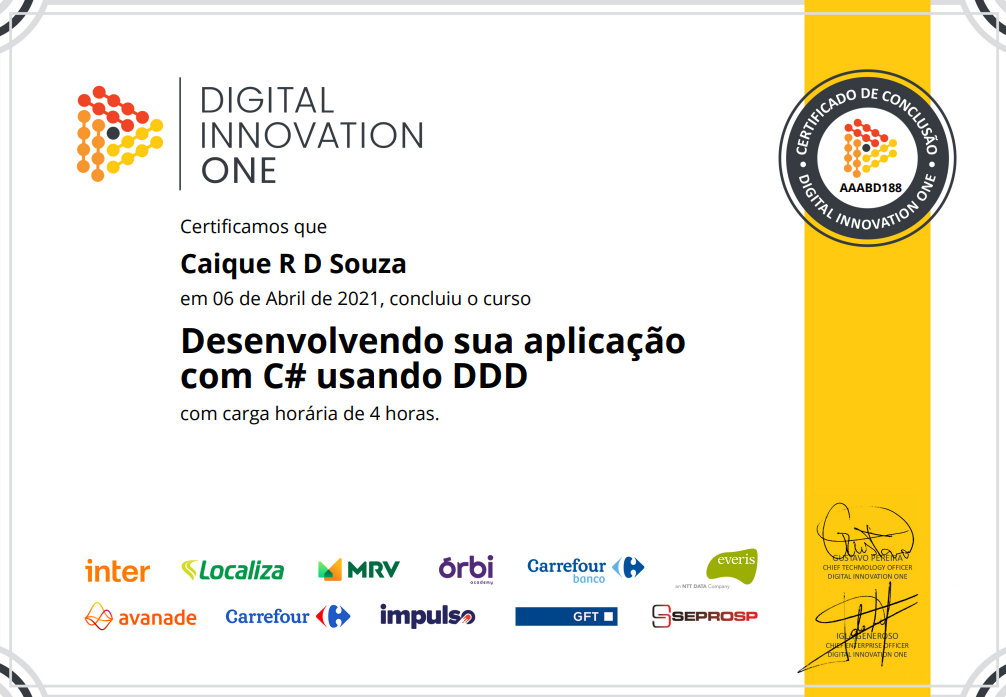 DIGITAL
INNOVATION
ONE
CERTIFICADO DE CONCLUSÃO
AAABD188
DIGITAL INNOVATION ONE
Certificamos que
Caique R D Souza
em 06 de Abril de 2021, concluiu o curso
Desenvolvendo sua aplicação
com C# usando DDD
com carga horária de 4 horas.
inter
Localiza
MRV
órbi
academy
Carrefour
banco
everis
an NTT DATA Company
avanade
Carrefour
impulso
GFT
SEPROSP
GUSTAVO PEREIRA
CHIEF TECHNOLOGY OFFICER
DIGITAL INNOVATION ONE
IGLÁ GENEROSO
CHIEF ENTERPRISE OFFICER
DIGITAL INNOVATION ONE